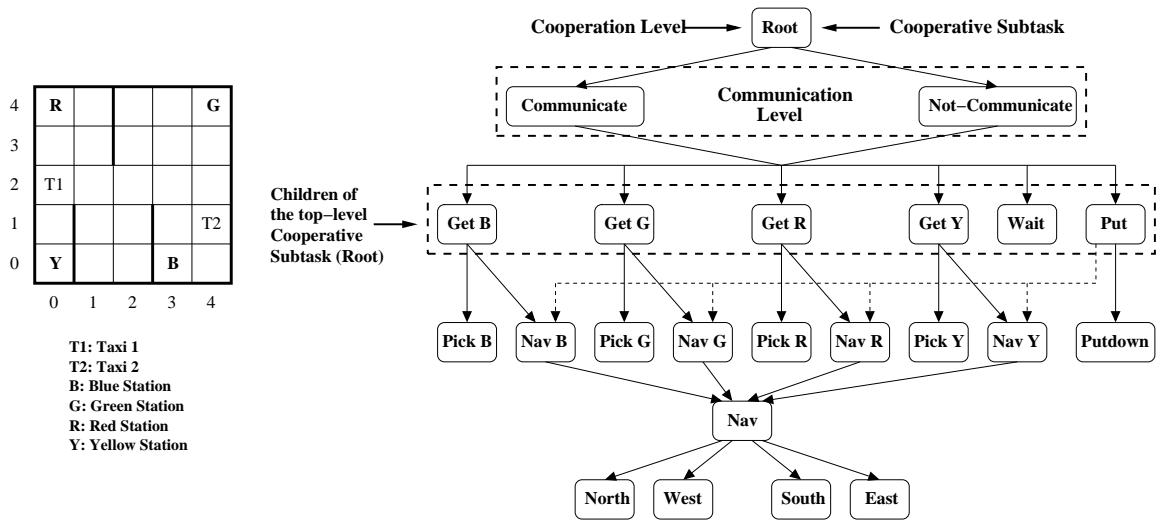 Cooperation Level
Root
Cooperative Subtask
Communicate
Communication
Level
Not–Communicate
4
R
G
3
2
T1
1
T2
0
Y
B
0 1 2 3 4
T1: Taxi 1
T2: Taxi 2
B: Blue Station
G: Green Station
R: Red Station
Y: Yellow Station
Children of
the top–level
Cooperative
Subtask (Root)
Get B
Get G
Get R
Get Y
Wait
Put
Pick B
Nav B
Pick G
Nav G
Pick R
Nav R
Pick Y
Nav Y
Putdown
Nav
North
West
South
East